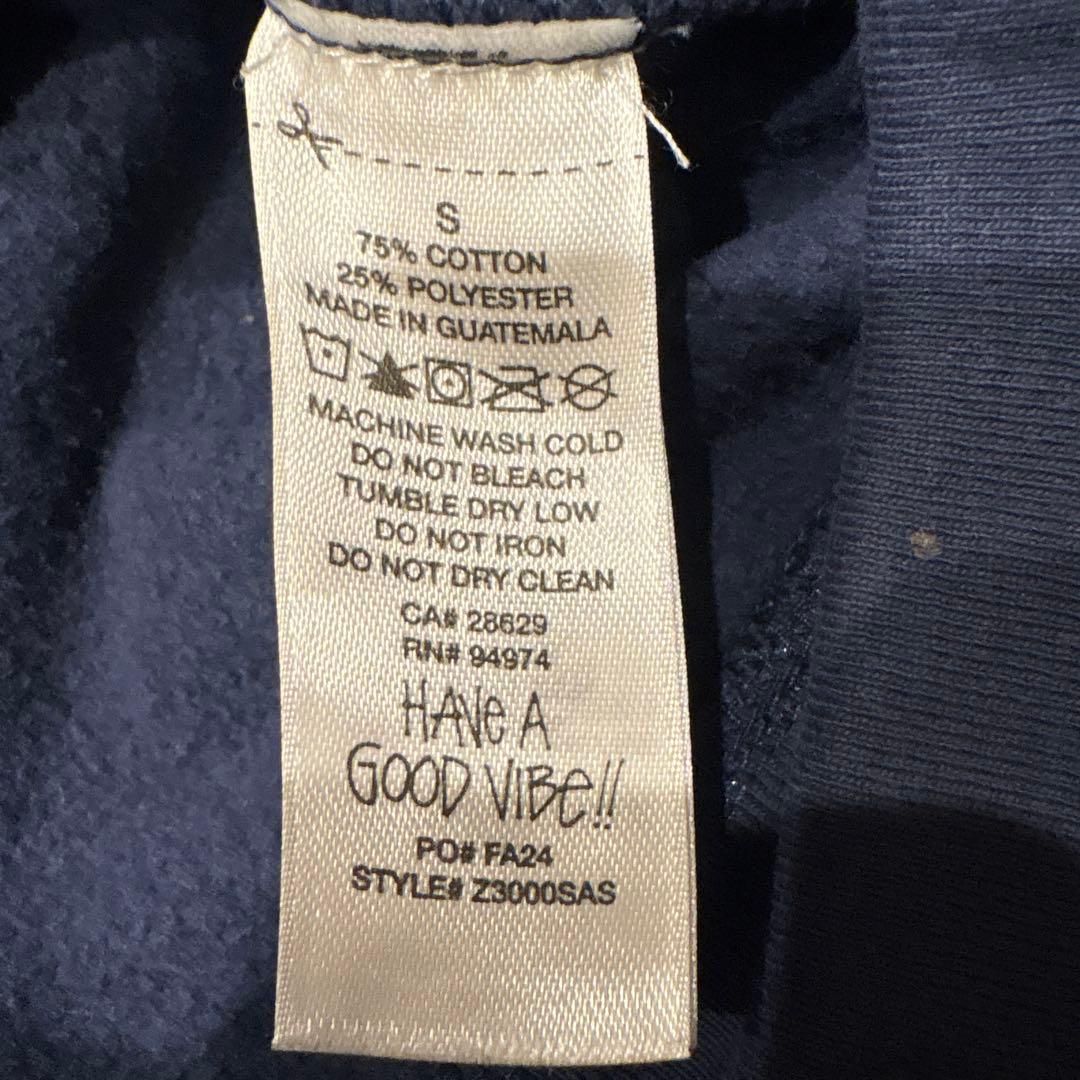 S
75% COTTON
25% POLYESTER
MADE IN GUATEMALA
MACHINE WASH COLD
DO NOT BLEACH
TUMBLE DRY LOW
DO NOT IRON
DO NOT DRY CLEAN
CA# 28629
RN# 94974
HAVe A
GOOD VIBe!!
PO# FA24
STYLE# Z3000SAS